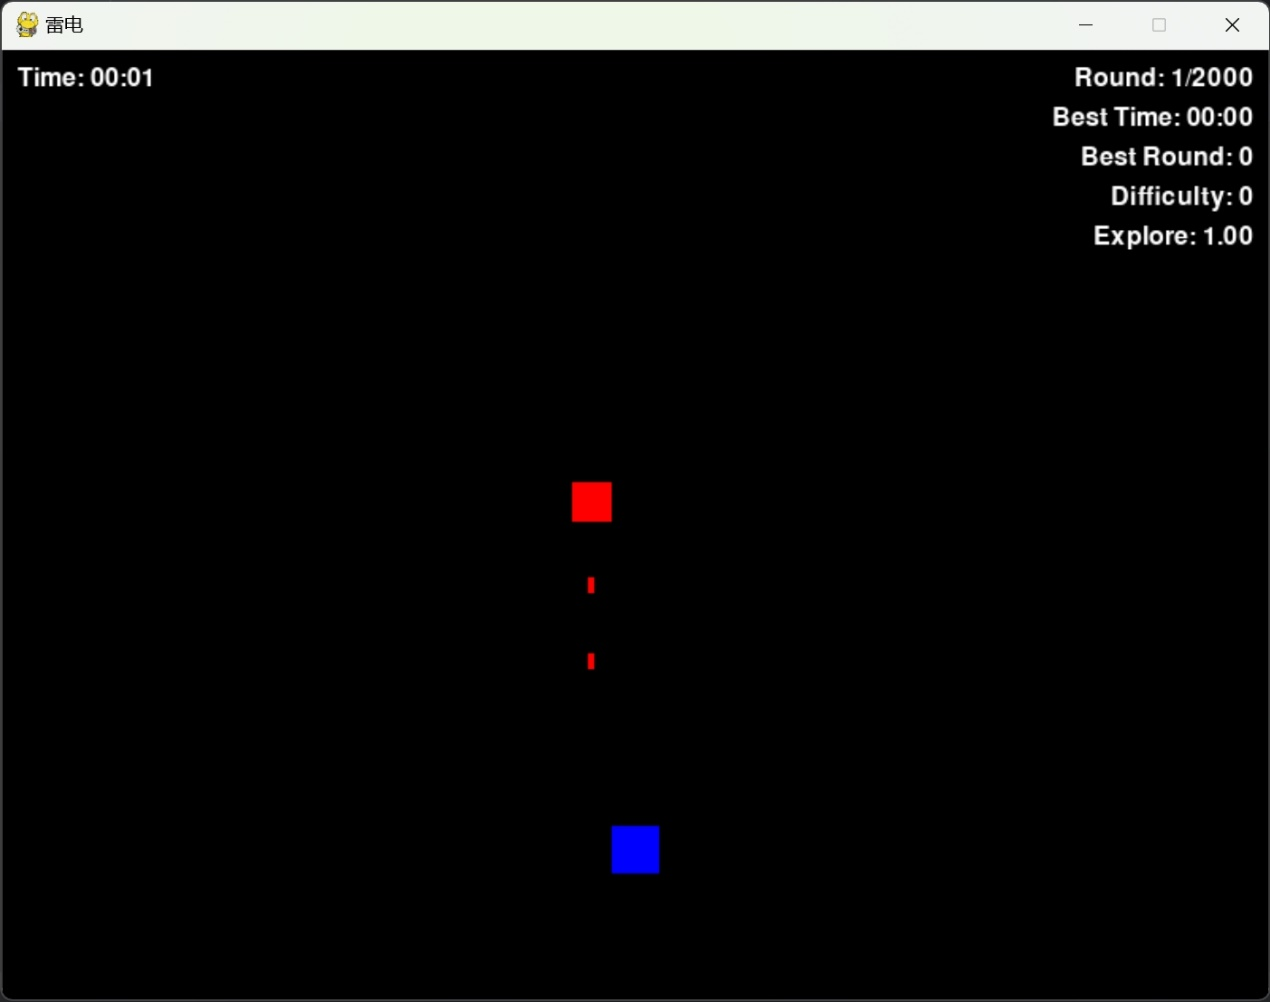 雷电
Time: 00:01
Round: 1/2000
Best Time: 00:00
Best Round: 0
Difficulty: 0
Explore: 1.00